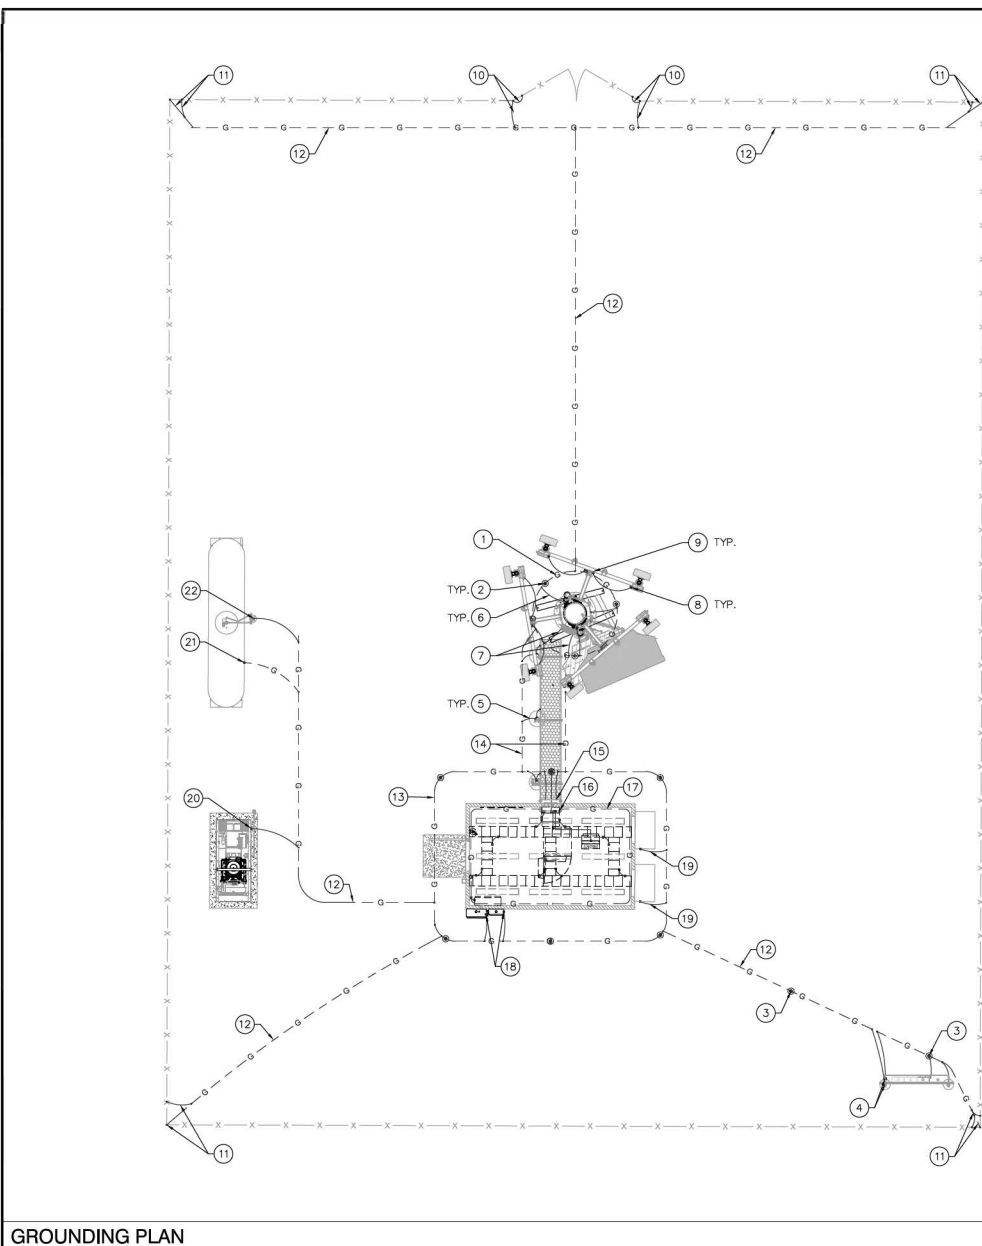 11 10 10 11
G G G G G G G G G G G G G G
12 12
G
G
G
12
G
G
G
G
1 9 TYP.
TYP. 2
22 TYP. 6 8 TYP.
21 7
G
G
TYP. 5
G 14 G
15
G G G
13 16 17
20
G
12 19
G
19
18
G G
12
G
3
12 G
G 3
4
G
11 11
GROUNDING PLAN